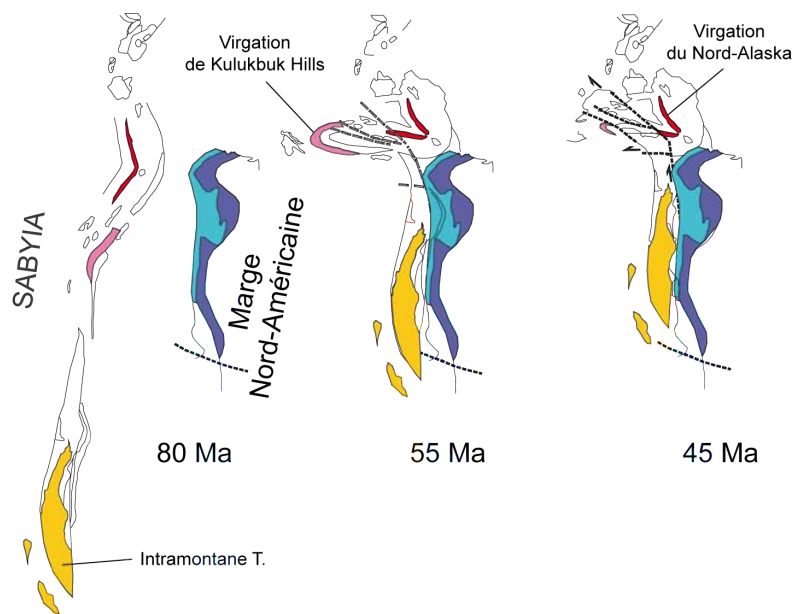 Virgation
de Kulukbuk Hills
Virgation
du Nord-Alaska
SABYIA
Marge
Nord-Américaine
80 Ma
55 Ma
45 Ma
Intramontane T.